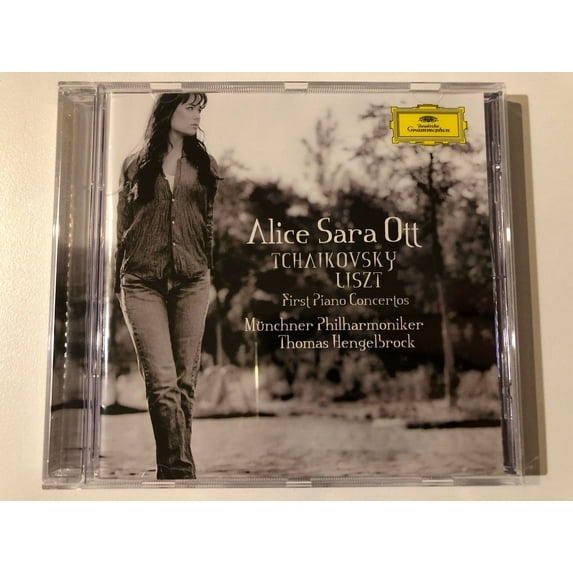 Deutsche
Grammophon
Alice Sara Ott
TCHAIKOVSKY
LISZT
First Piano Concertos
Münchner Philharmoniker
Thomas Hengelbrock